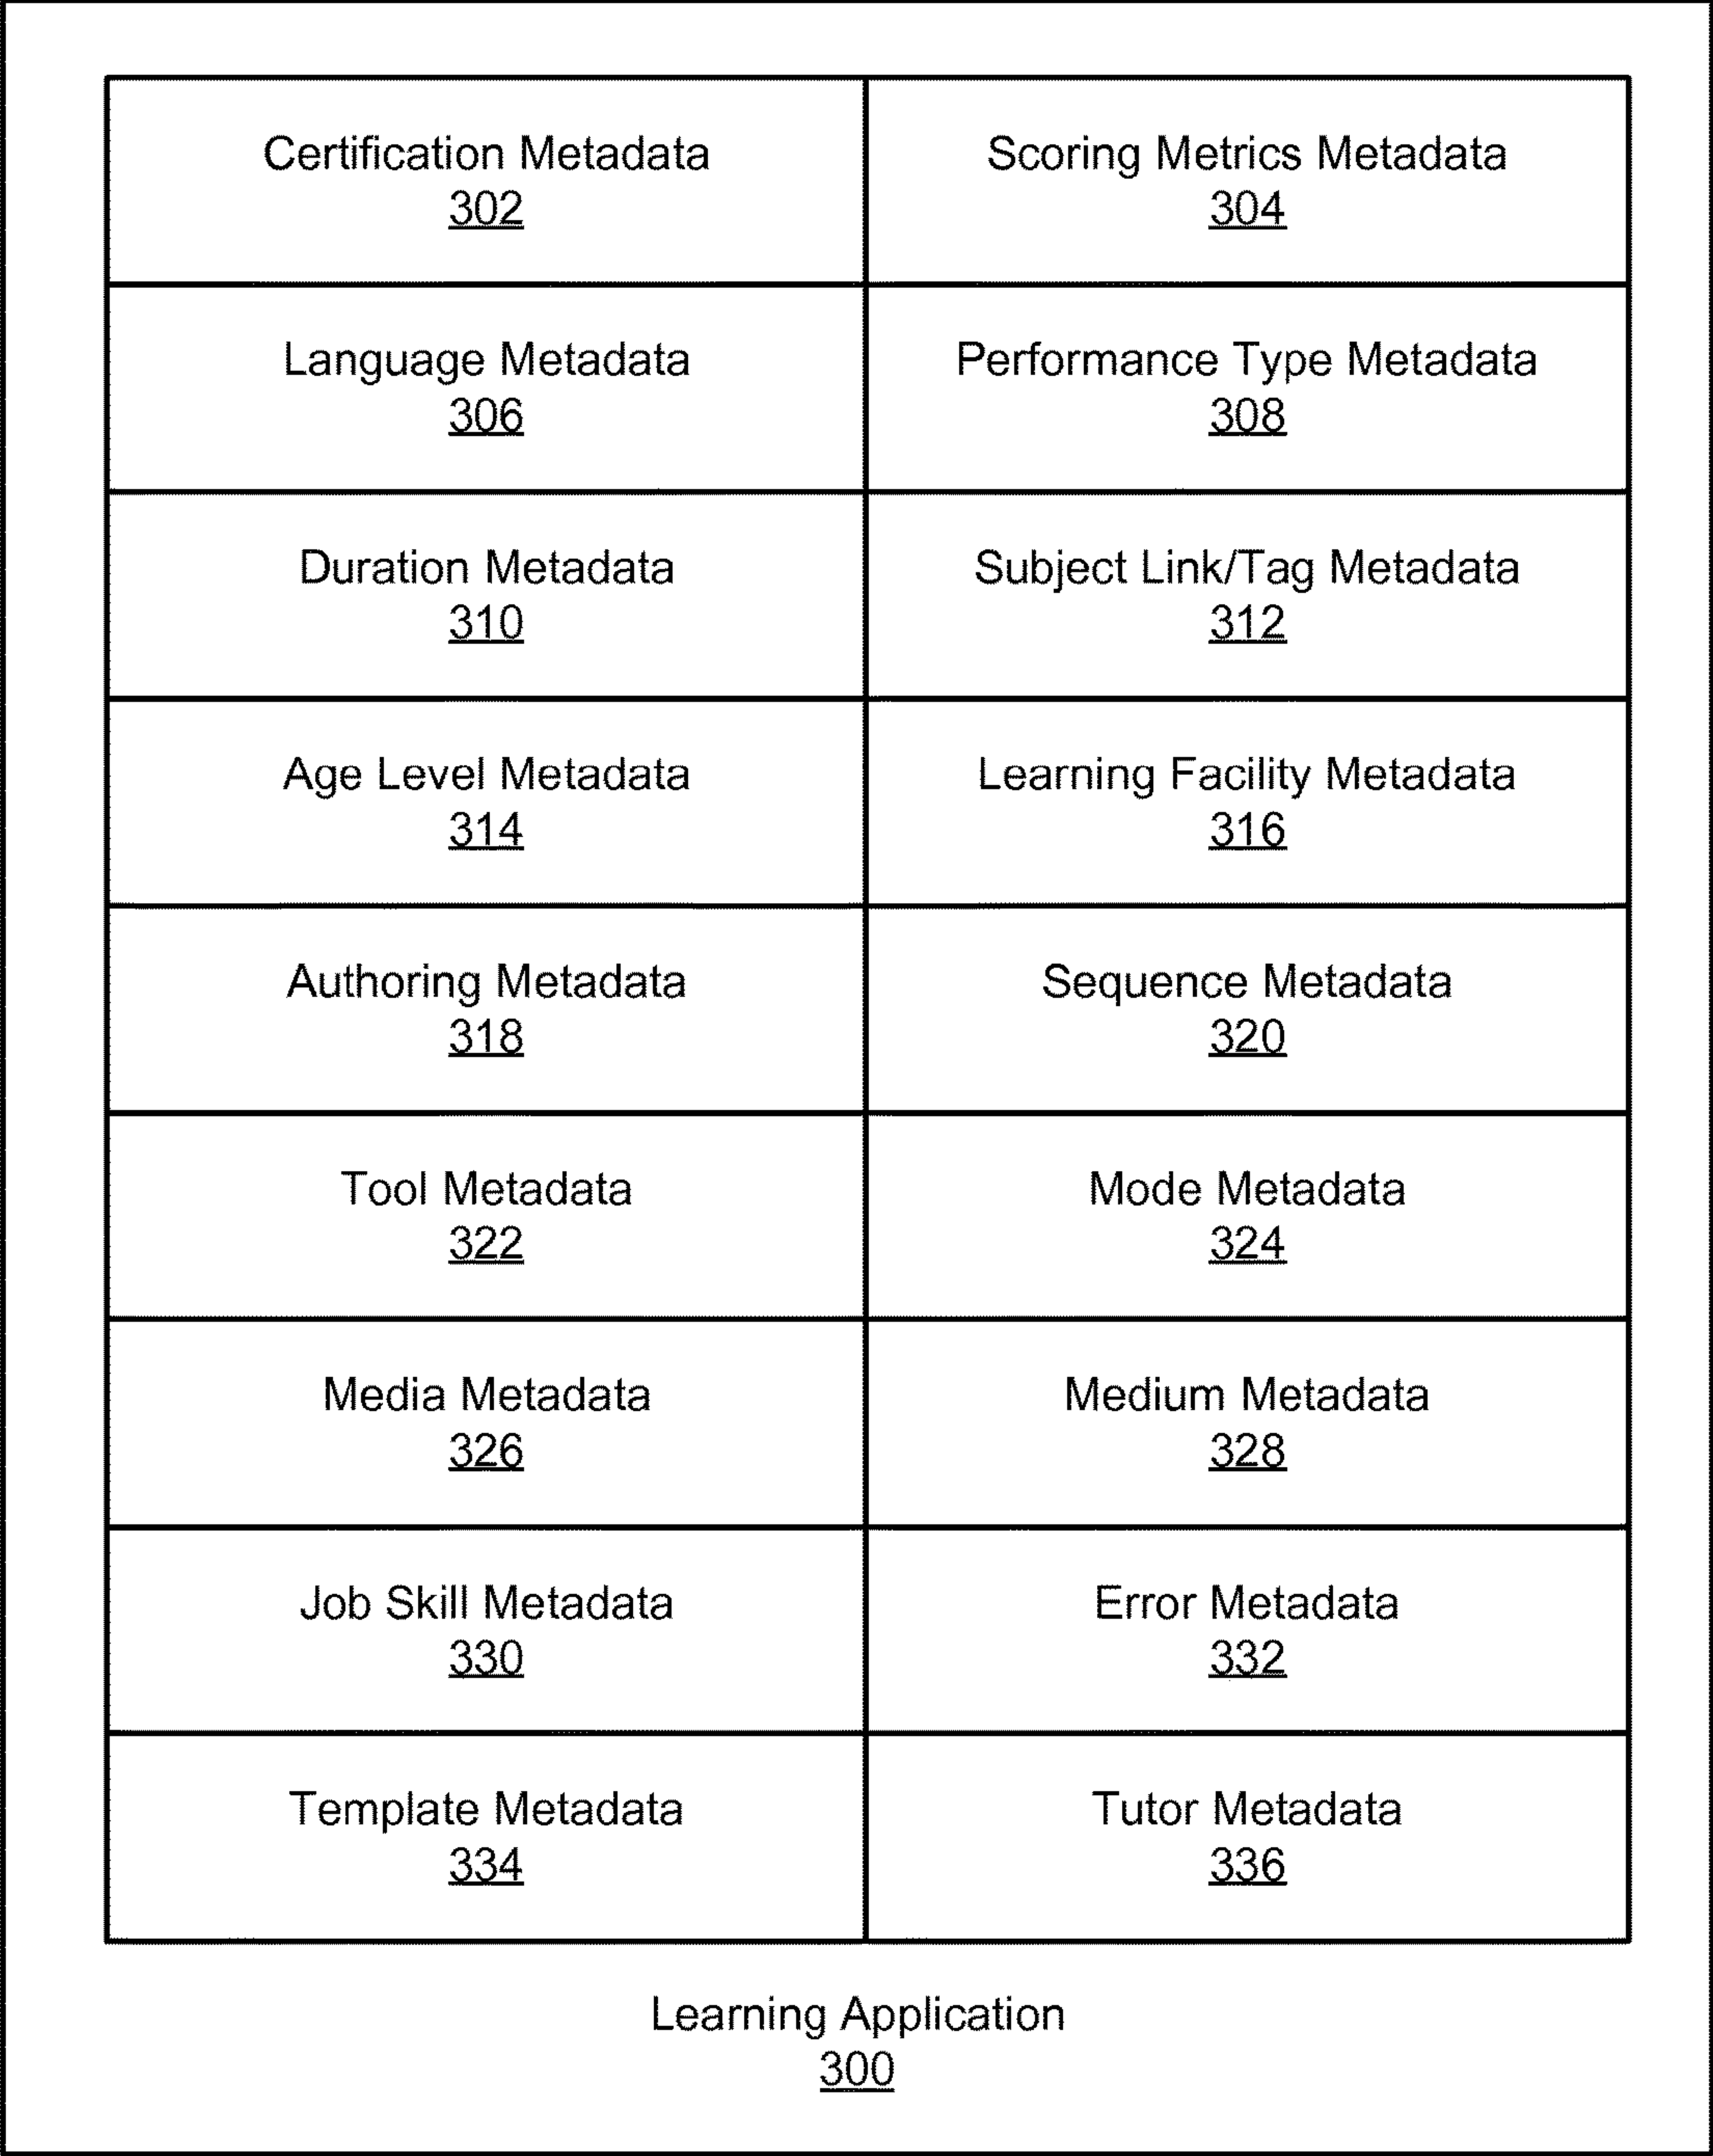 Certification Metadata
302
Scoring Metrics Metadata
304
Language Metadata
306
Performance Type Metadata
308
Duration Metadata
310
Subject Link/Tag Metadata
312
Age Level Metadata
314
Learning Facility Metadata
316
Authoring Metadata
318
Sequence Metadata
320
Tool Metadata
322
Mode Metadata
324
Media Metadata
326
Medium Metadata
328
Job Skill Metadata
330
Error Metadata
332
Template Metadata
334
Tutor Metadata
336
Learning Application
300